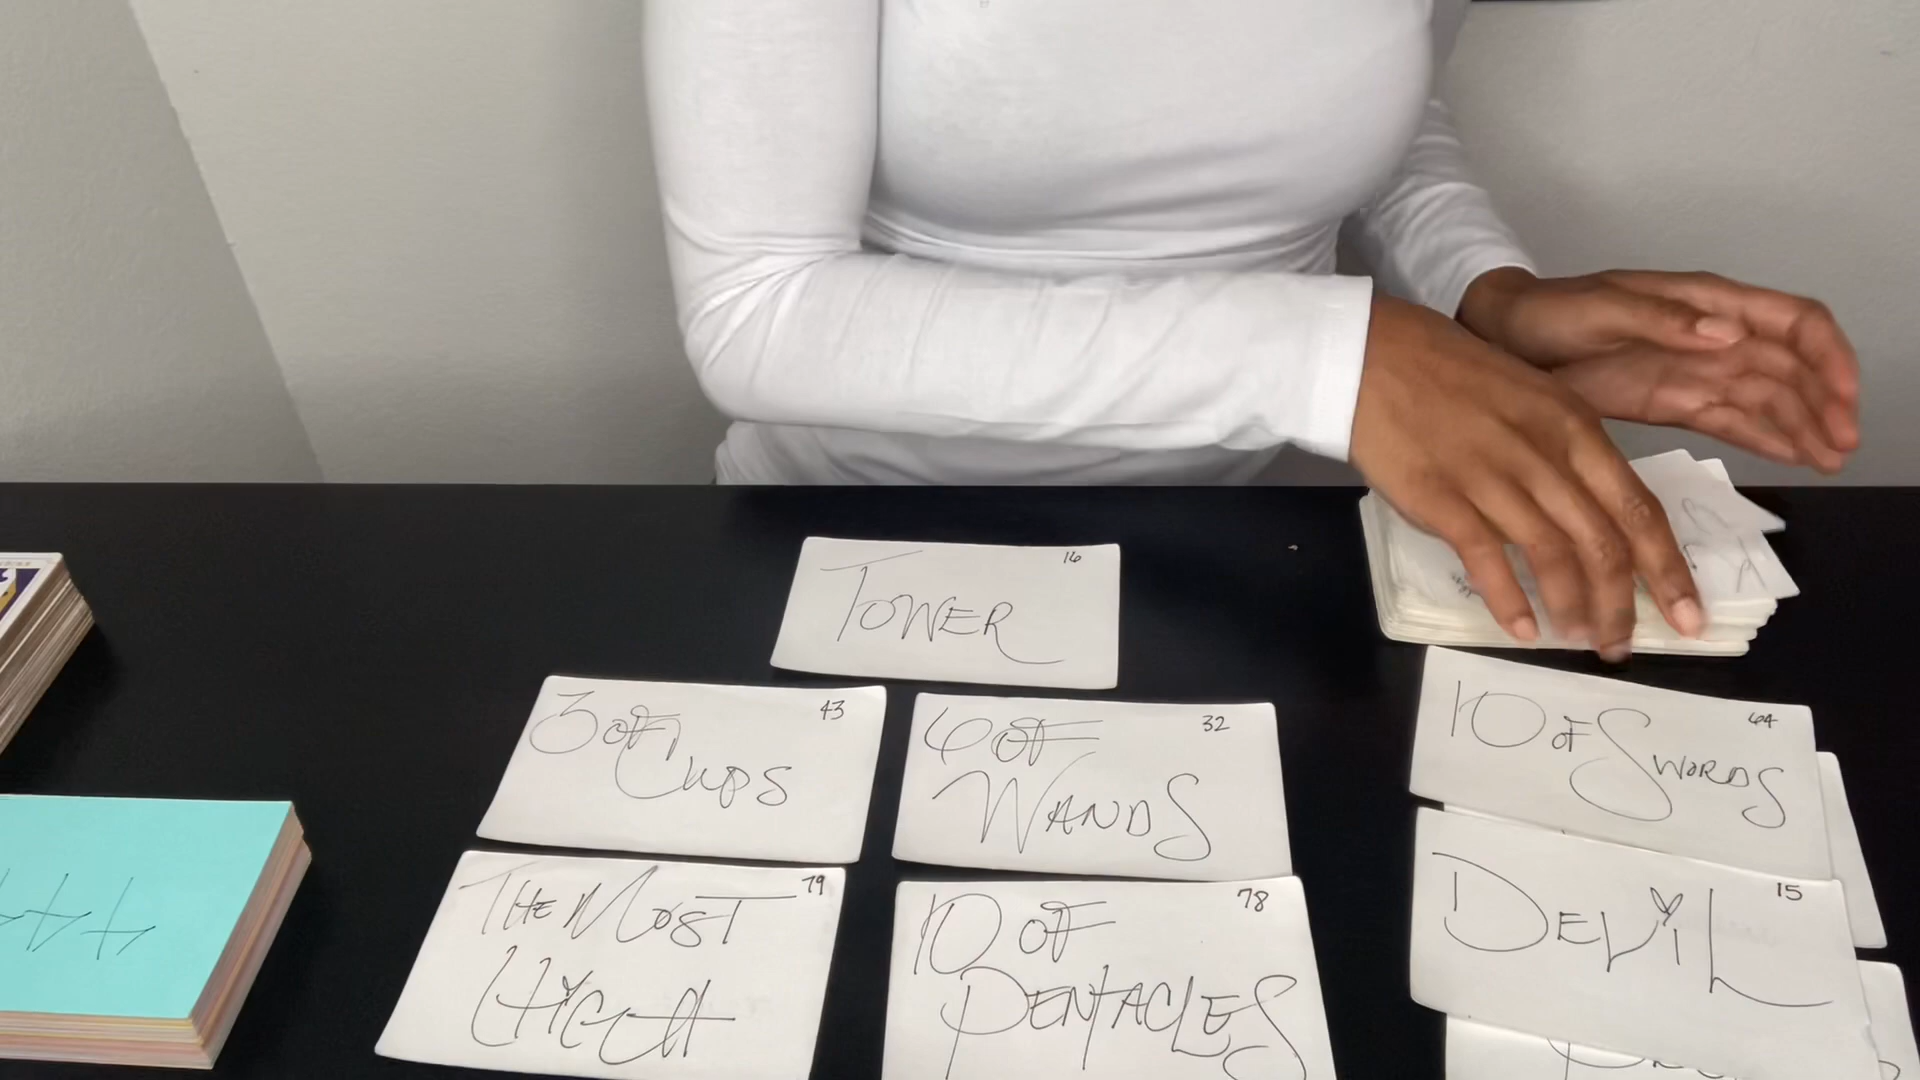 16
TOWER
3 OF
CUPS
43
6 OF
WANDS
32
10 OF SWORDS
64
THE MOST
HIGH
79
10 OF
PENTACLES
78
DEVIL
15